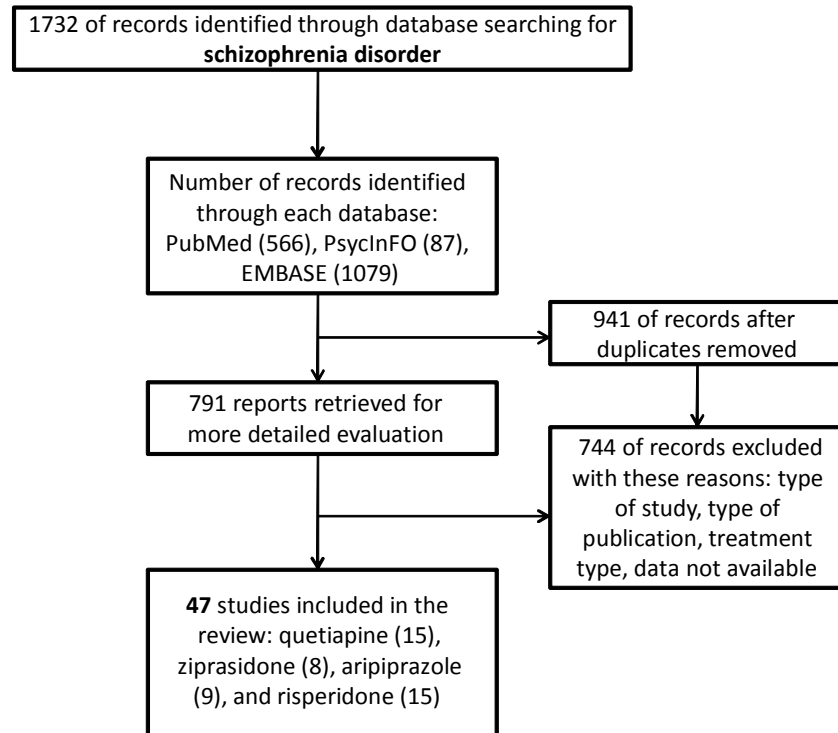 1732 of records identified through database searching for
schizophrenia disorder
Number of records identified
through each database:
PubMed (566), PsycInFO (87),
EMBASE (1079)
941 of records after
duplicates removed
791 reports retrieved for
more detailed evaluation
744 of records excluded
with these reasons: type
of study, type of
publication, treatment
type, data not available
47 studies included in the
review: quetiapine (15),
ziprasidone (8), aripiprazole
(9), and risperidone (15)